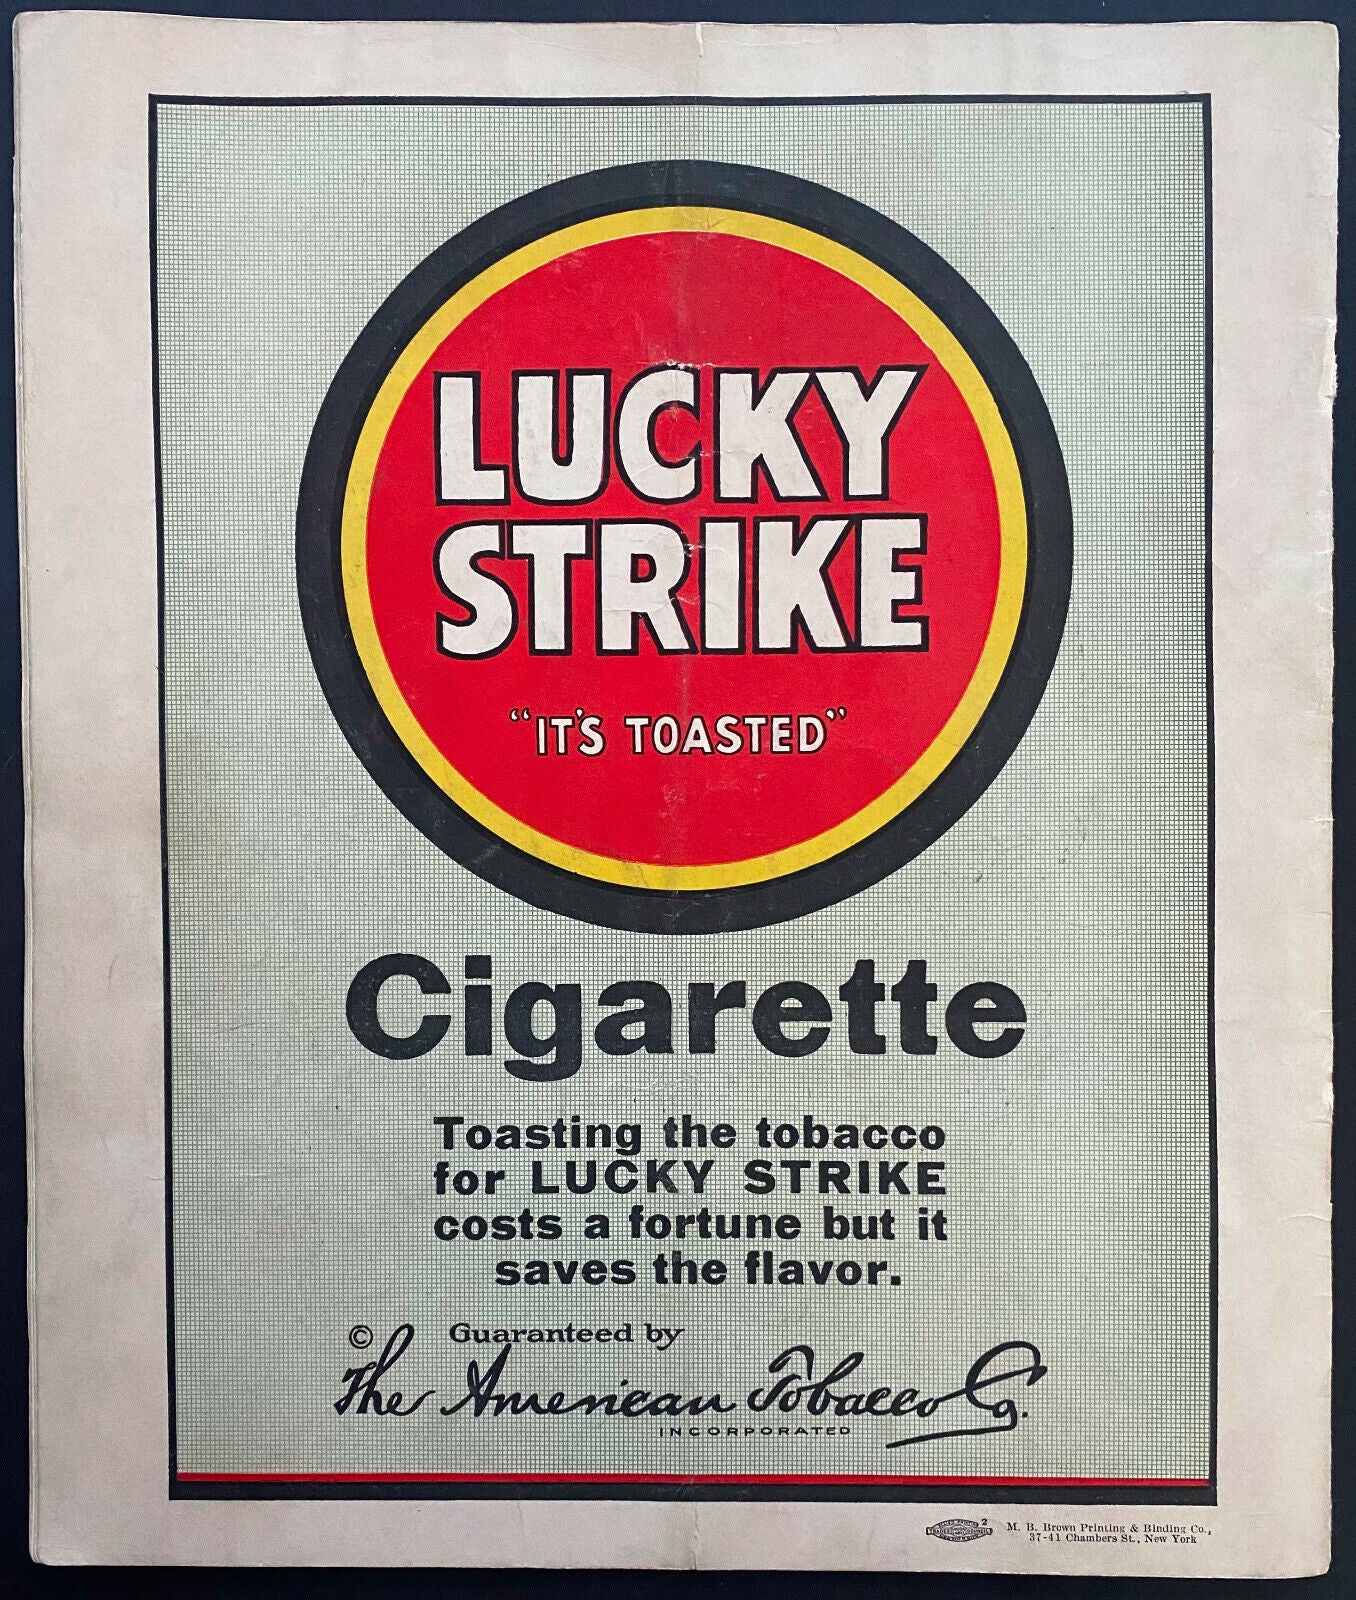 LUCKY
STRIKE
"IT'S TOASTED"
Cigarette
Toasting the tobacco
for LUCKY STRIKE
costs a fortune but it
saves the flavor.
© Guaranteed by
The American Tobacco Co.
INCORPORATED
2
M. B. Brown Printing & Binding Co.,
37-41 Chambers St., New York